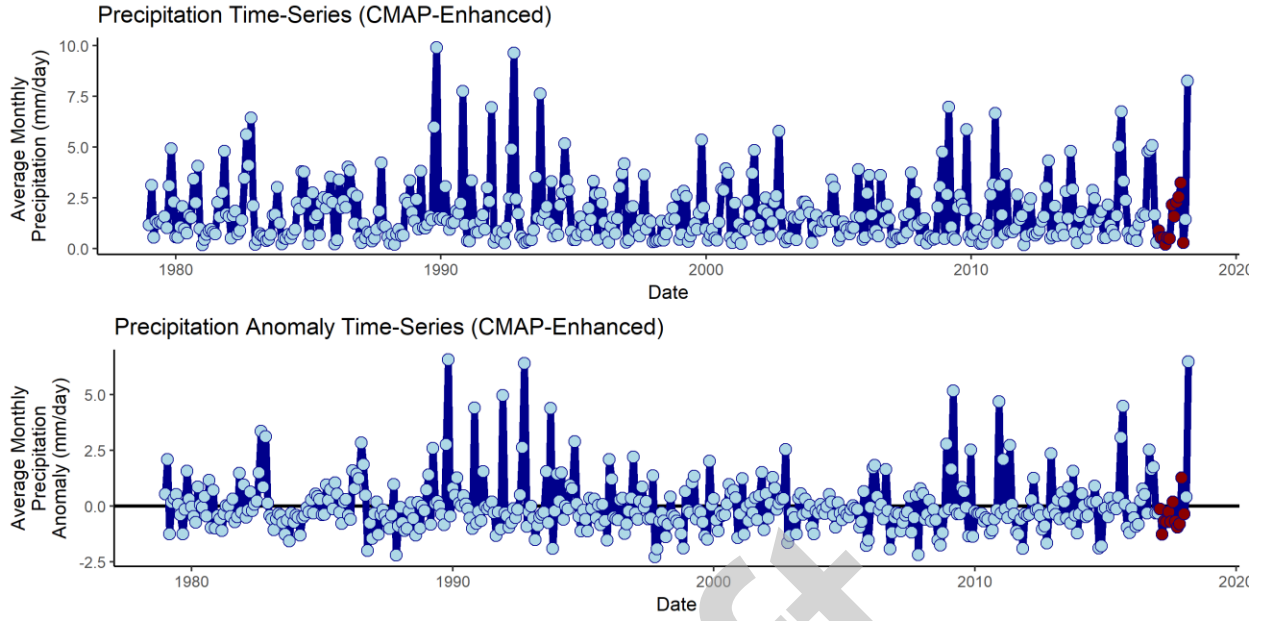 Precipitation Time-Series (CMAP-Enhanced)
Average Monthly
Precipitation (mm/day)
10.0
7.5
5.0
2.5
0.0
1980 1990 2000 2010 2020
Date
Precipitation Anomaly Time-Series (CMAP-Enhanced)
Average Monthly
Precipitation
Anomaly (mm/day)
5.0
2.5
0.0
-2.5
1980 1990 2000 2010 2020
Date